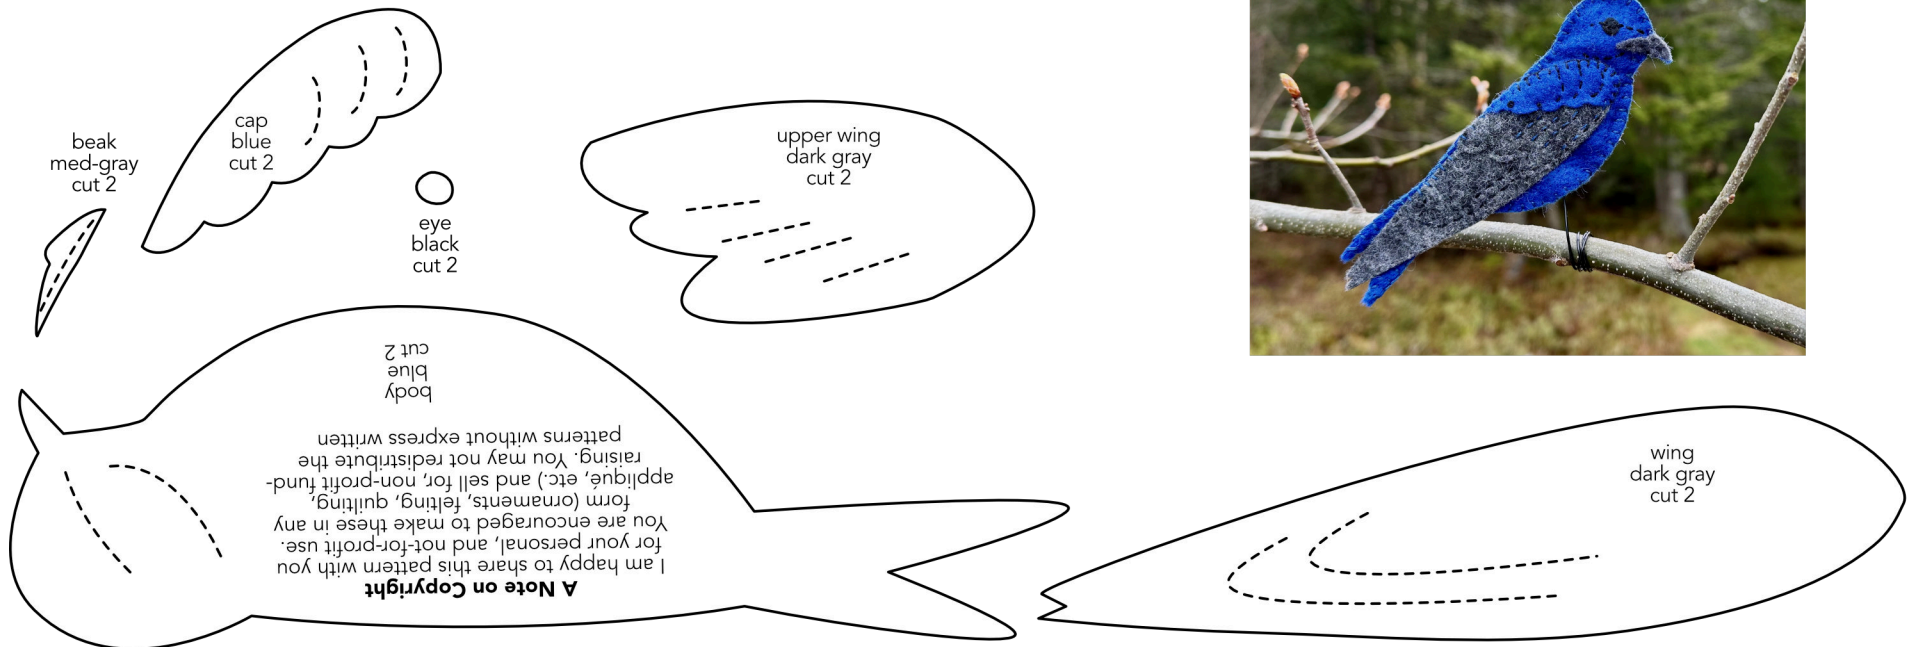 cap
blue
cut 2
beak
med-gray
cut 2
eye
black
cut 2
upper wing
dark gray
cut 2
body
blue
cut 2
A Note on Copyright
I am happy to share this pattern with you
for your personal, and not-for-profit use.
You are encouraged to make these in any
form (ornaments, felting, quilting,
appliqué, etc.) and sell for, non-profit fund-
raising. You may not redistribute the
patterns without express written
wing
dark gray
cut 2